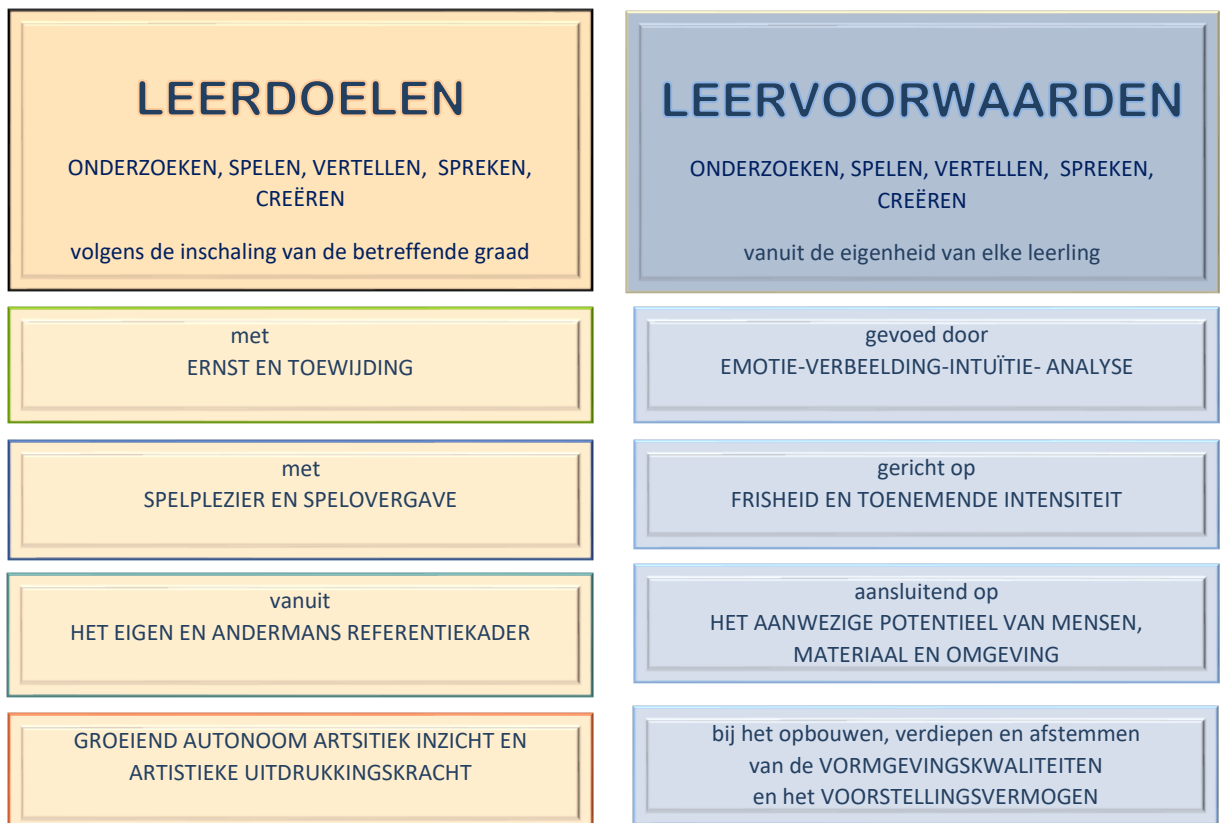 LEERDOELEN
ONDERZOEKEN, SPELEN, VERTELLEN, SPREKEN,
CREËREN
volgens de inschaling van de betreffende graad
met
ERNST EN TOEWIJDING
met
SPELPLEZIER EN SPELOVERGAVE
vanuit
HET EIGEN EN ANDERMANS REFERENTIEKADER
GROEIEND AUTONOOM ARTSITIEK INZICHT EN
ARTISTIEKE UITDRUKKINGSKRACHT
LEERVOORWAARDEN
ONDERZOEKEN, SPELEN, VERTELLEN, SPREKEN,
CREËREN
vanuit de eigenheid van elke leerling
gevoed door
EMOTIE-VERBEELDING-INTUÏTIE- ANALYSE
gericht op
FRISHEID EN TOENEMENDE INTENSITEIT
aansluitend op
HET AANWEZIGE POTENTIEEL VAN MENSEN,
MATERIAAL EN OMGEVING
bij het opbouwen, verdiepen en afstemmen
van de VORMGEVINGSKWALITEITEN
en het VOORSTELLINGSVERMOGEN